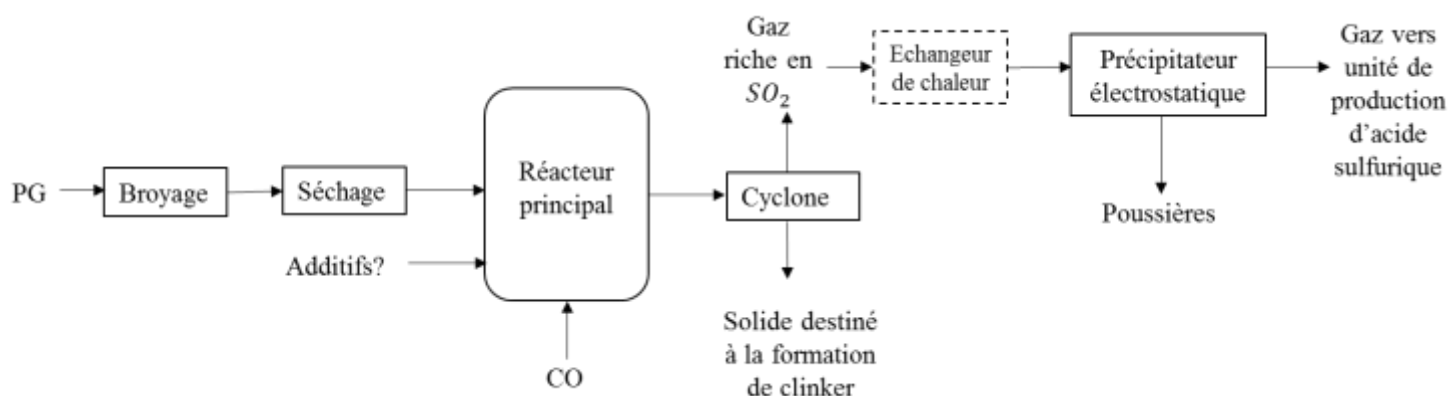 PG
Broyage
Séchage
Additifs?
Réacteur
principal
CO
Cyclone
Gaz
riche en
SO₂
Solide destiné
à la formation
de clinker
Echangeur
de chaleur
Précipitateur
électrostatique
Poussières
Gaz vers
unité de
production
d’acide
sulfurique